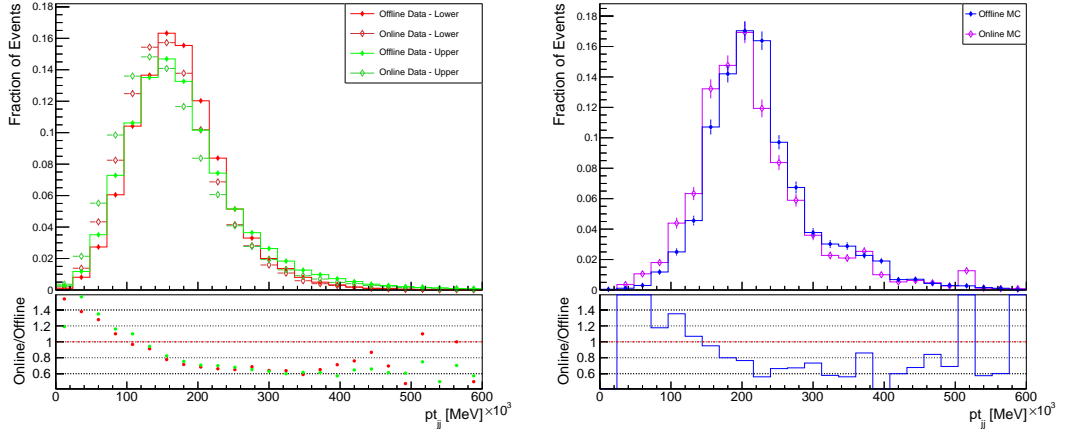 Fraction of Events
0.18
0.16
0.14
0.12
0.1
0.08
0.06
0.04
0.02
0
Offline Data - Lower
Online Data - Lower
Offline Data - Upper
Online Data - Upper
Online/Offline
1.4
1.2
1
0.8
0.6
0 100 200 300 400 500 600
pt_jj [MeV] ×10³
Fraction of Events
0.18
0.16
0.14
0.12
0.1
0.08
0.06
0.04
0.02
0
Offline MC
Online MC
Online/Offline
1.4
1.2
1
0.8
0.6
0 100 200 300 400 500 600
pt_jj [MeV] ×10³